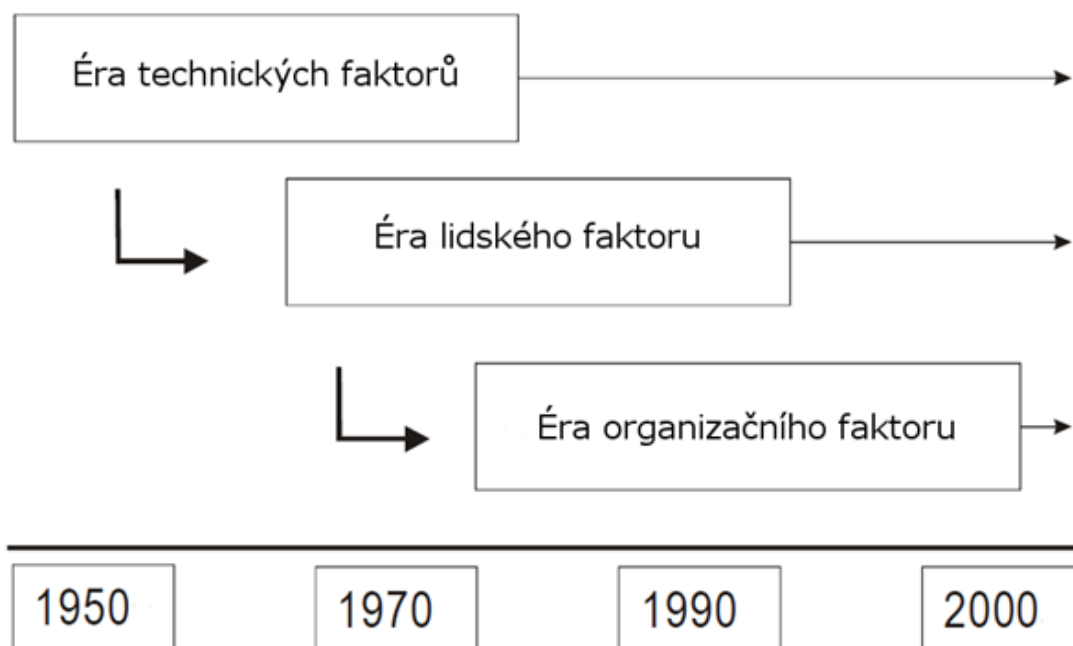 Éra technických faktorů
Éra lidského faktoru
Éra organizačního faktoru
1950
1970
1990
2000